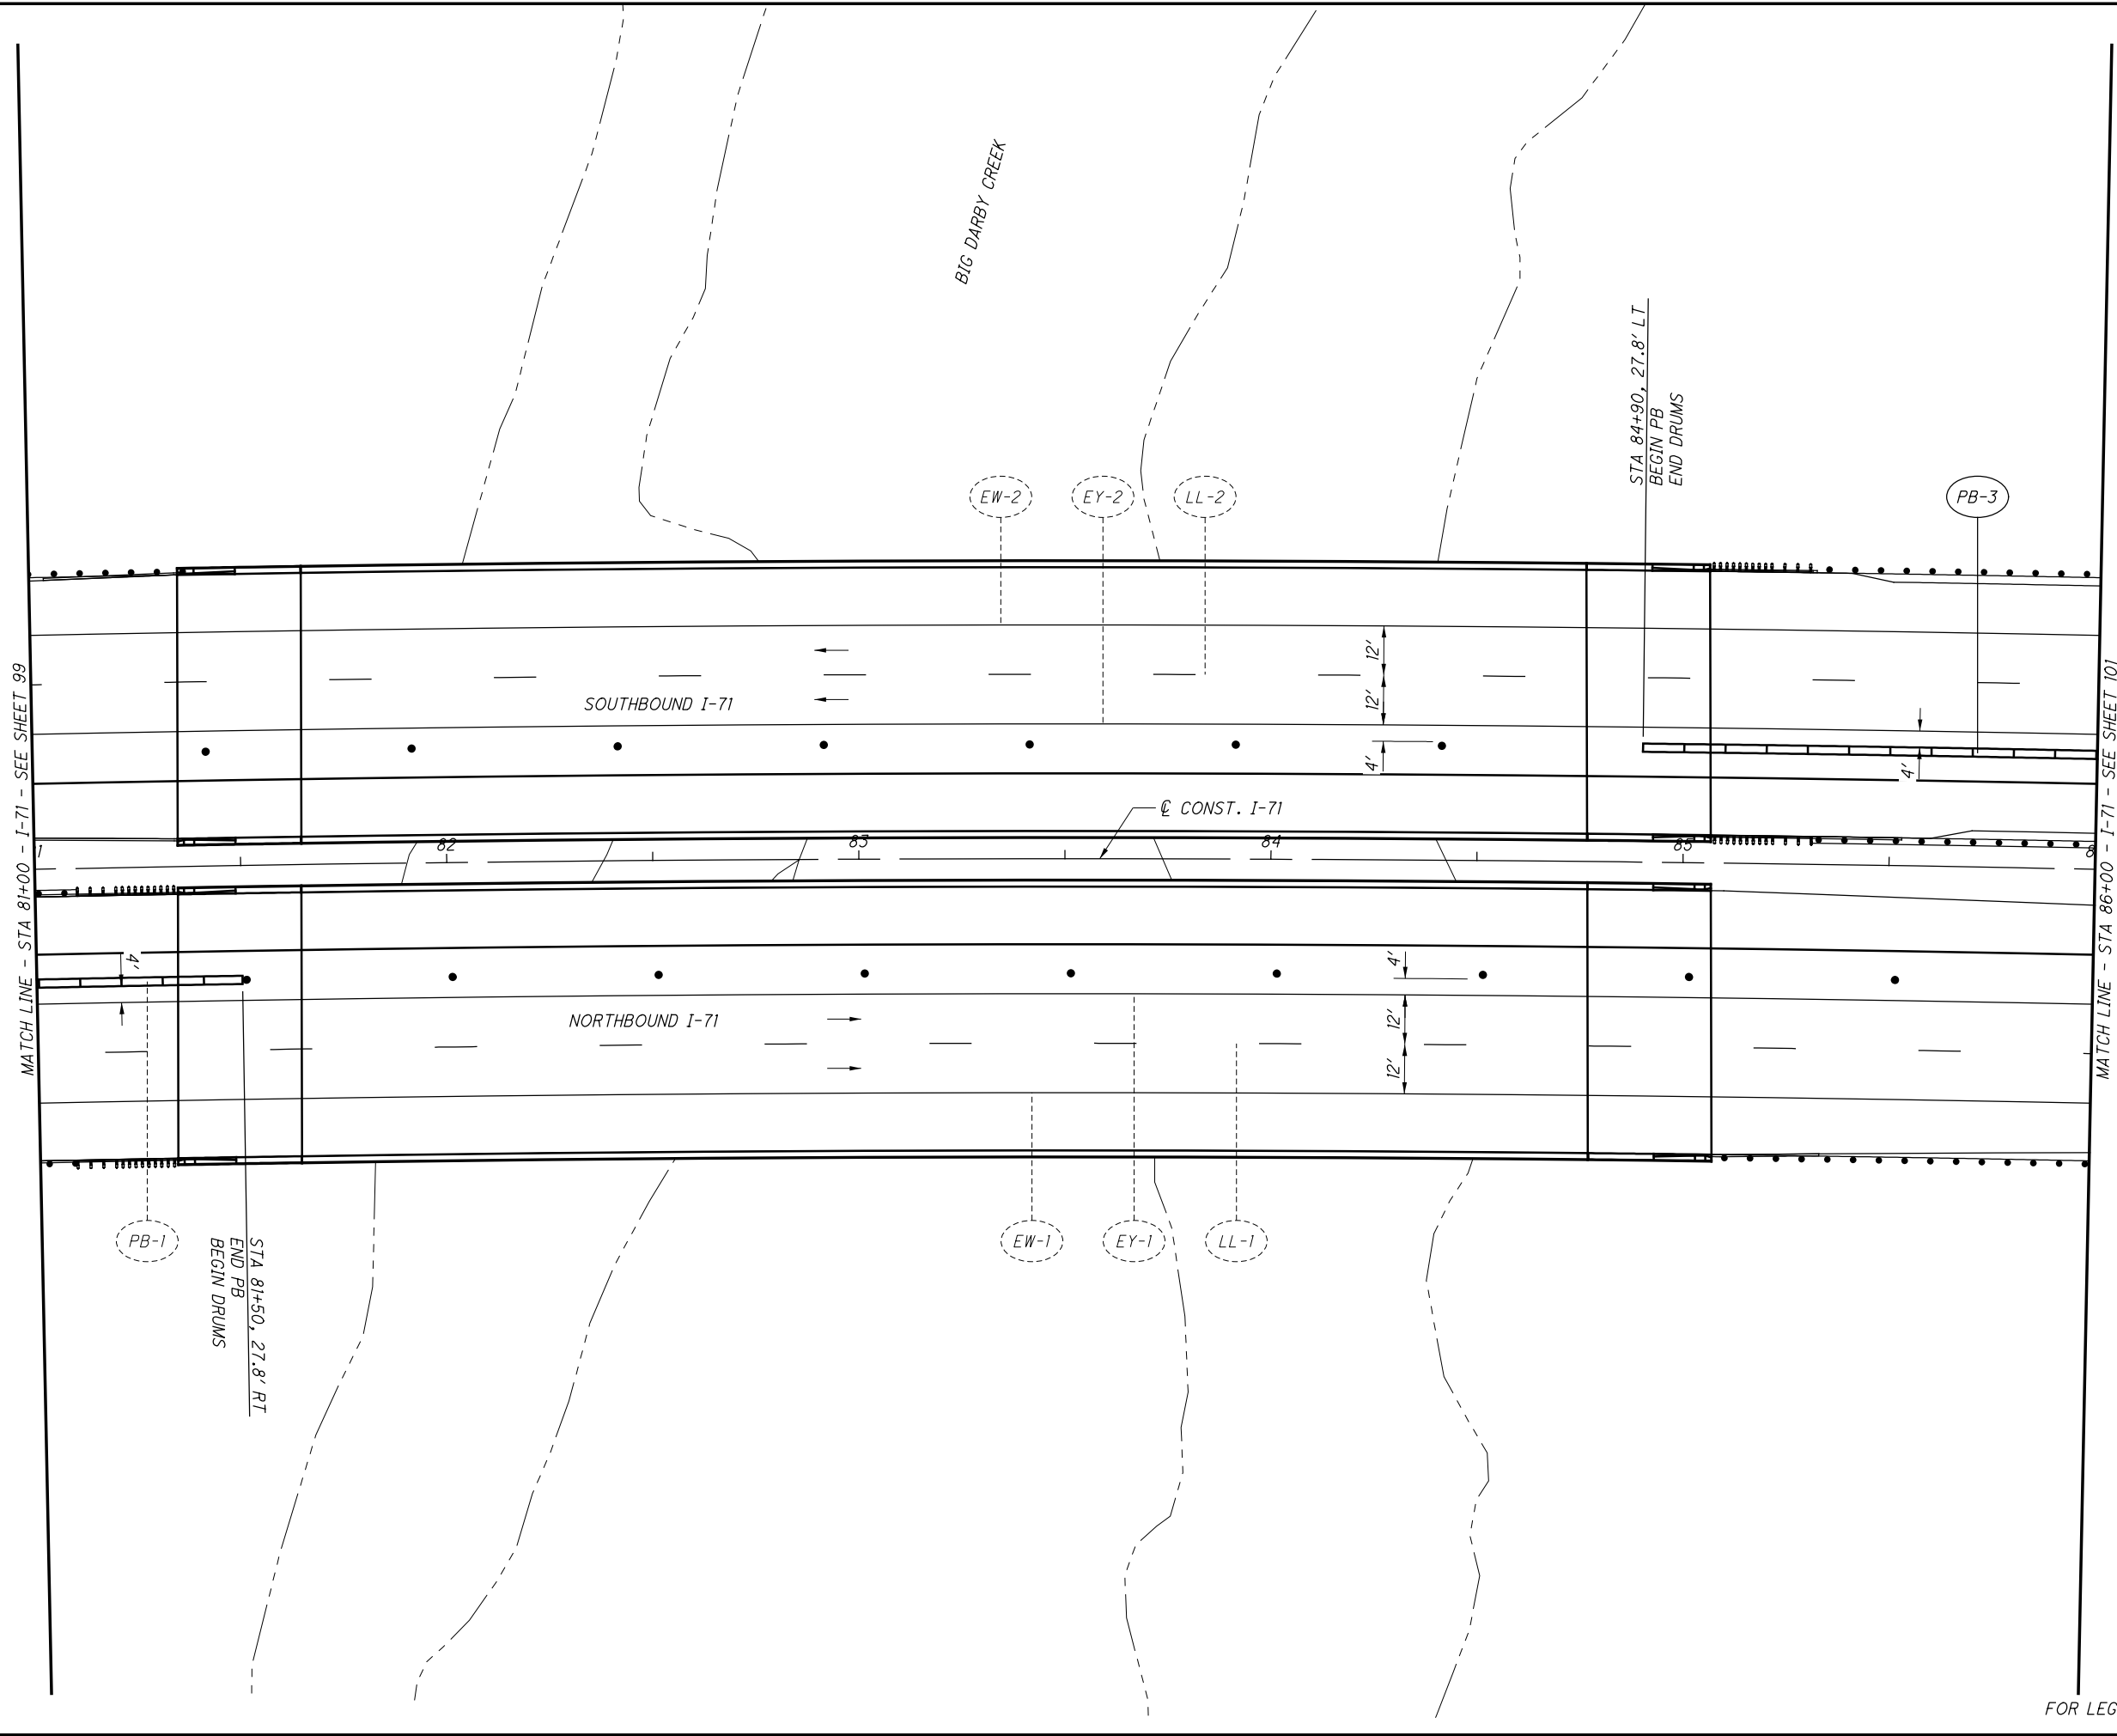 BIG DARBY CREEK
STA 84+90, 27.8' LT
BEGIN PB
END DRUMS
EW-2
EY-2
LL-2
PB-3
MATCH LINE - STA 81+00 - I-71 - SEE SHEET 99
MATCH LINE - STA 86+00 - I-71 - SEE SHEET 101
12'
12'
SOUTHBOUND I-71
4'
4'
℄ CONST. I-71
1
82
83
84
85
8
4'
4'
NORTHBOUND I-71
12'
12'
PB-1
EW-1
EY-1
LL-1
STA 81+50, 27.8' RT
END PB
BEGIN DRUMS
FOR LEG